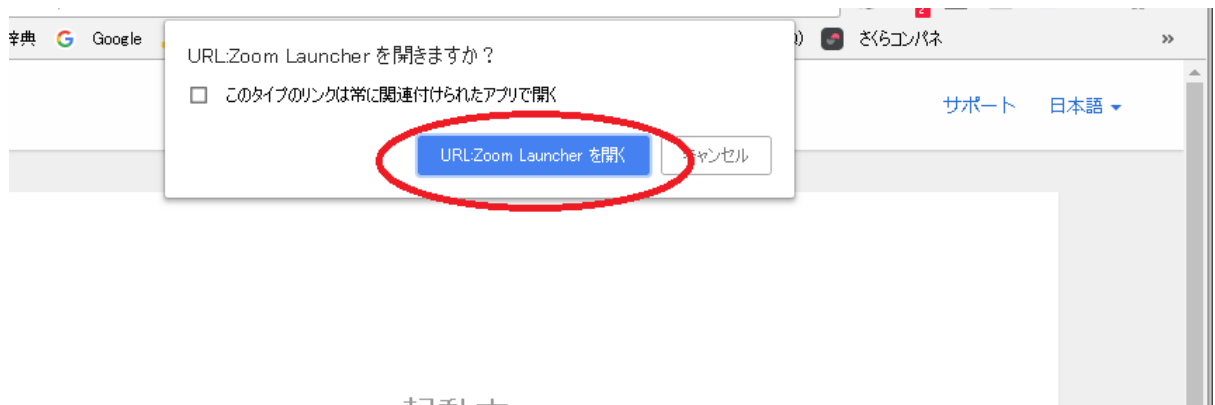 2
辞典 Google
さくらコンパネ »
URL:Zoom Launcher を開きますか？
このタイプのリンクは常に関連付けられたアプリで開く
URL:Zoom Launcher を開く キャンセル
サポート 日本語